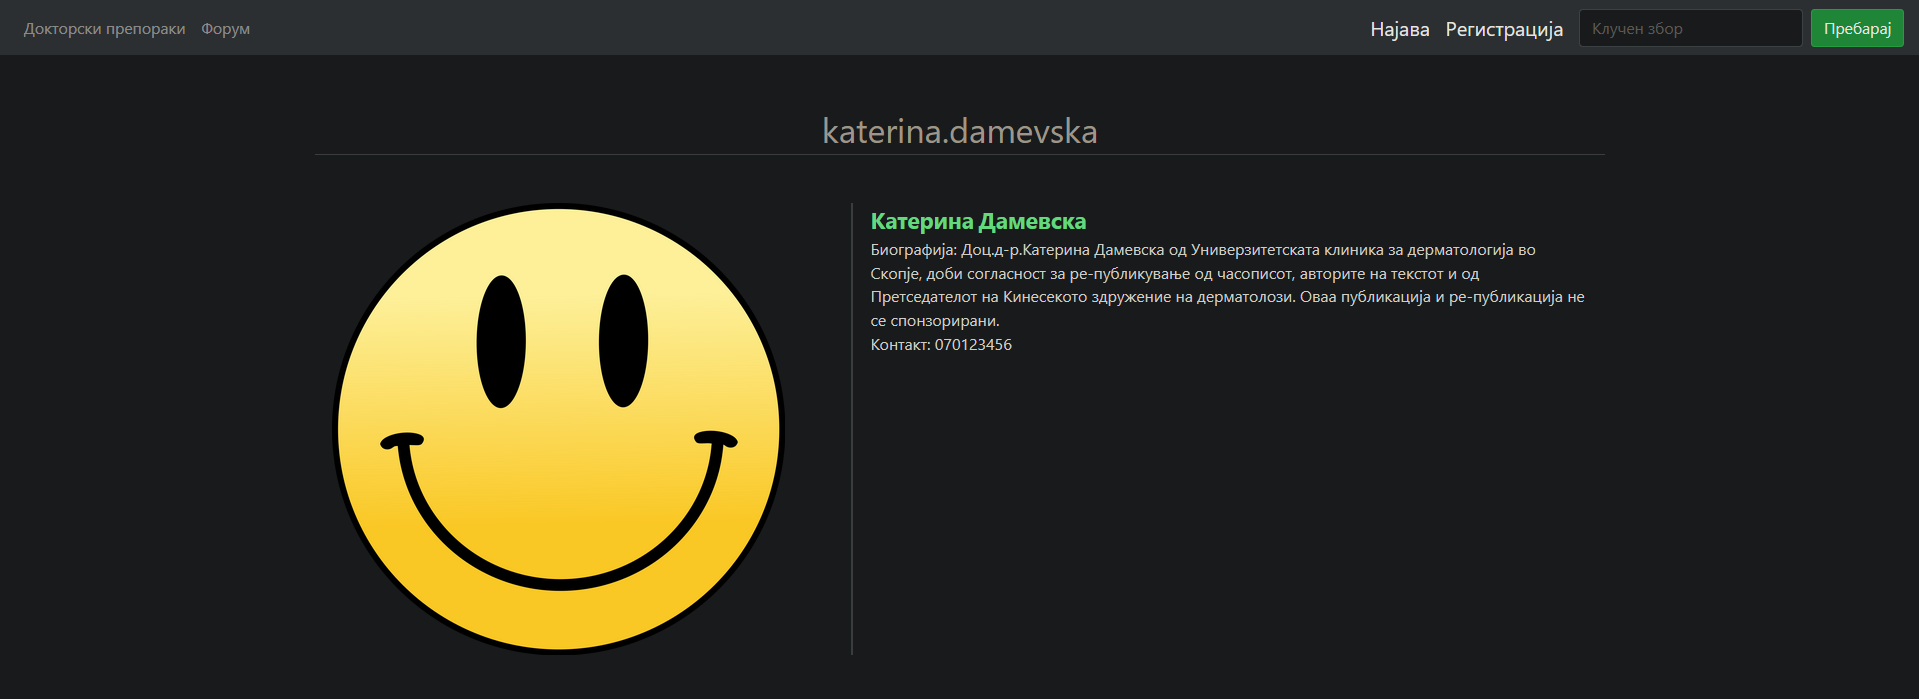 Докторски препораки Форум Најава Регистрација Клучен збор Пребарај
katerina.damevska
Катерина Дамевска
Биографија: Доц.д-р.Катерина Дамевска од Универзитетската клиника за дерматологија во
Скопје, доби согласност за ре-публикување од часописот, авторите на текстот и од
Претседателот на Кинесекото здружение на дерматолози. Оваа публикација и ре-публикација не
се спонзорирани.
Контакт: 070123456